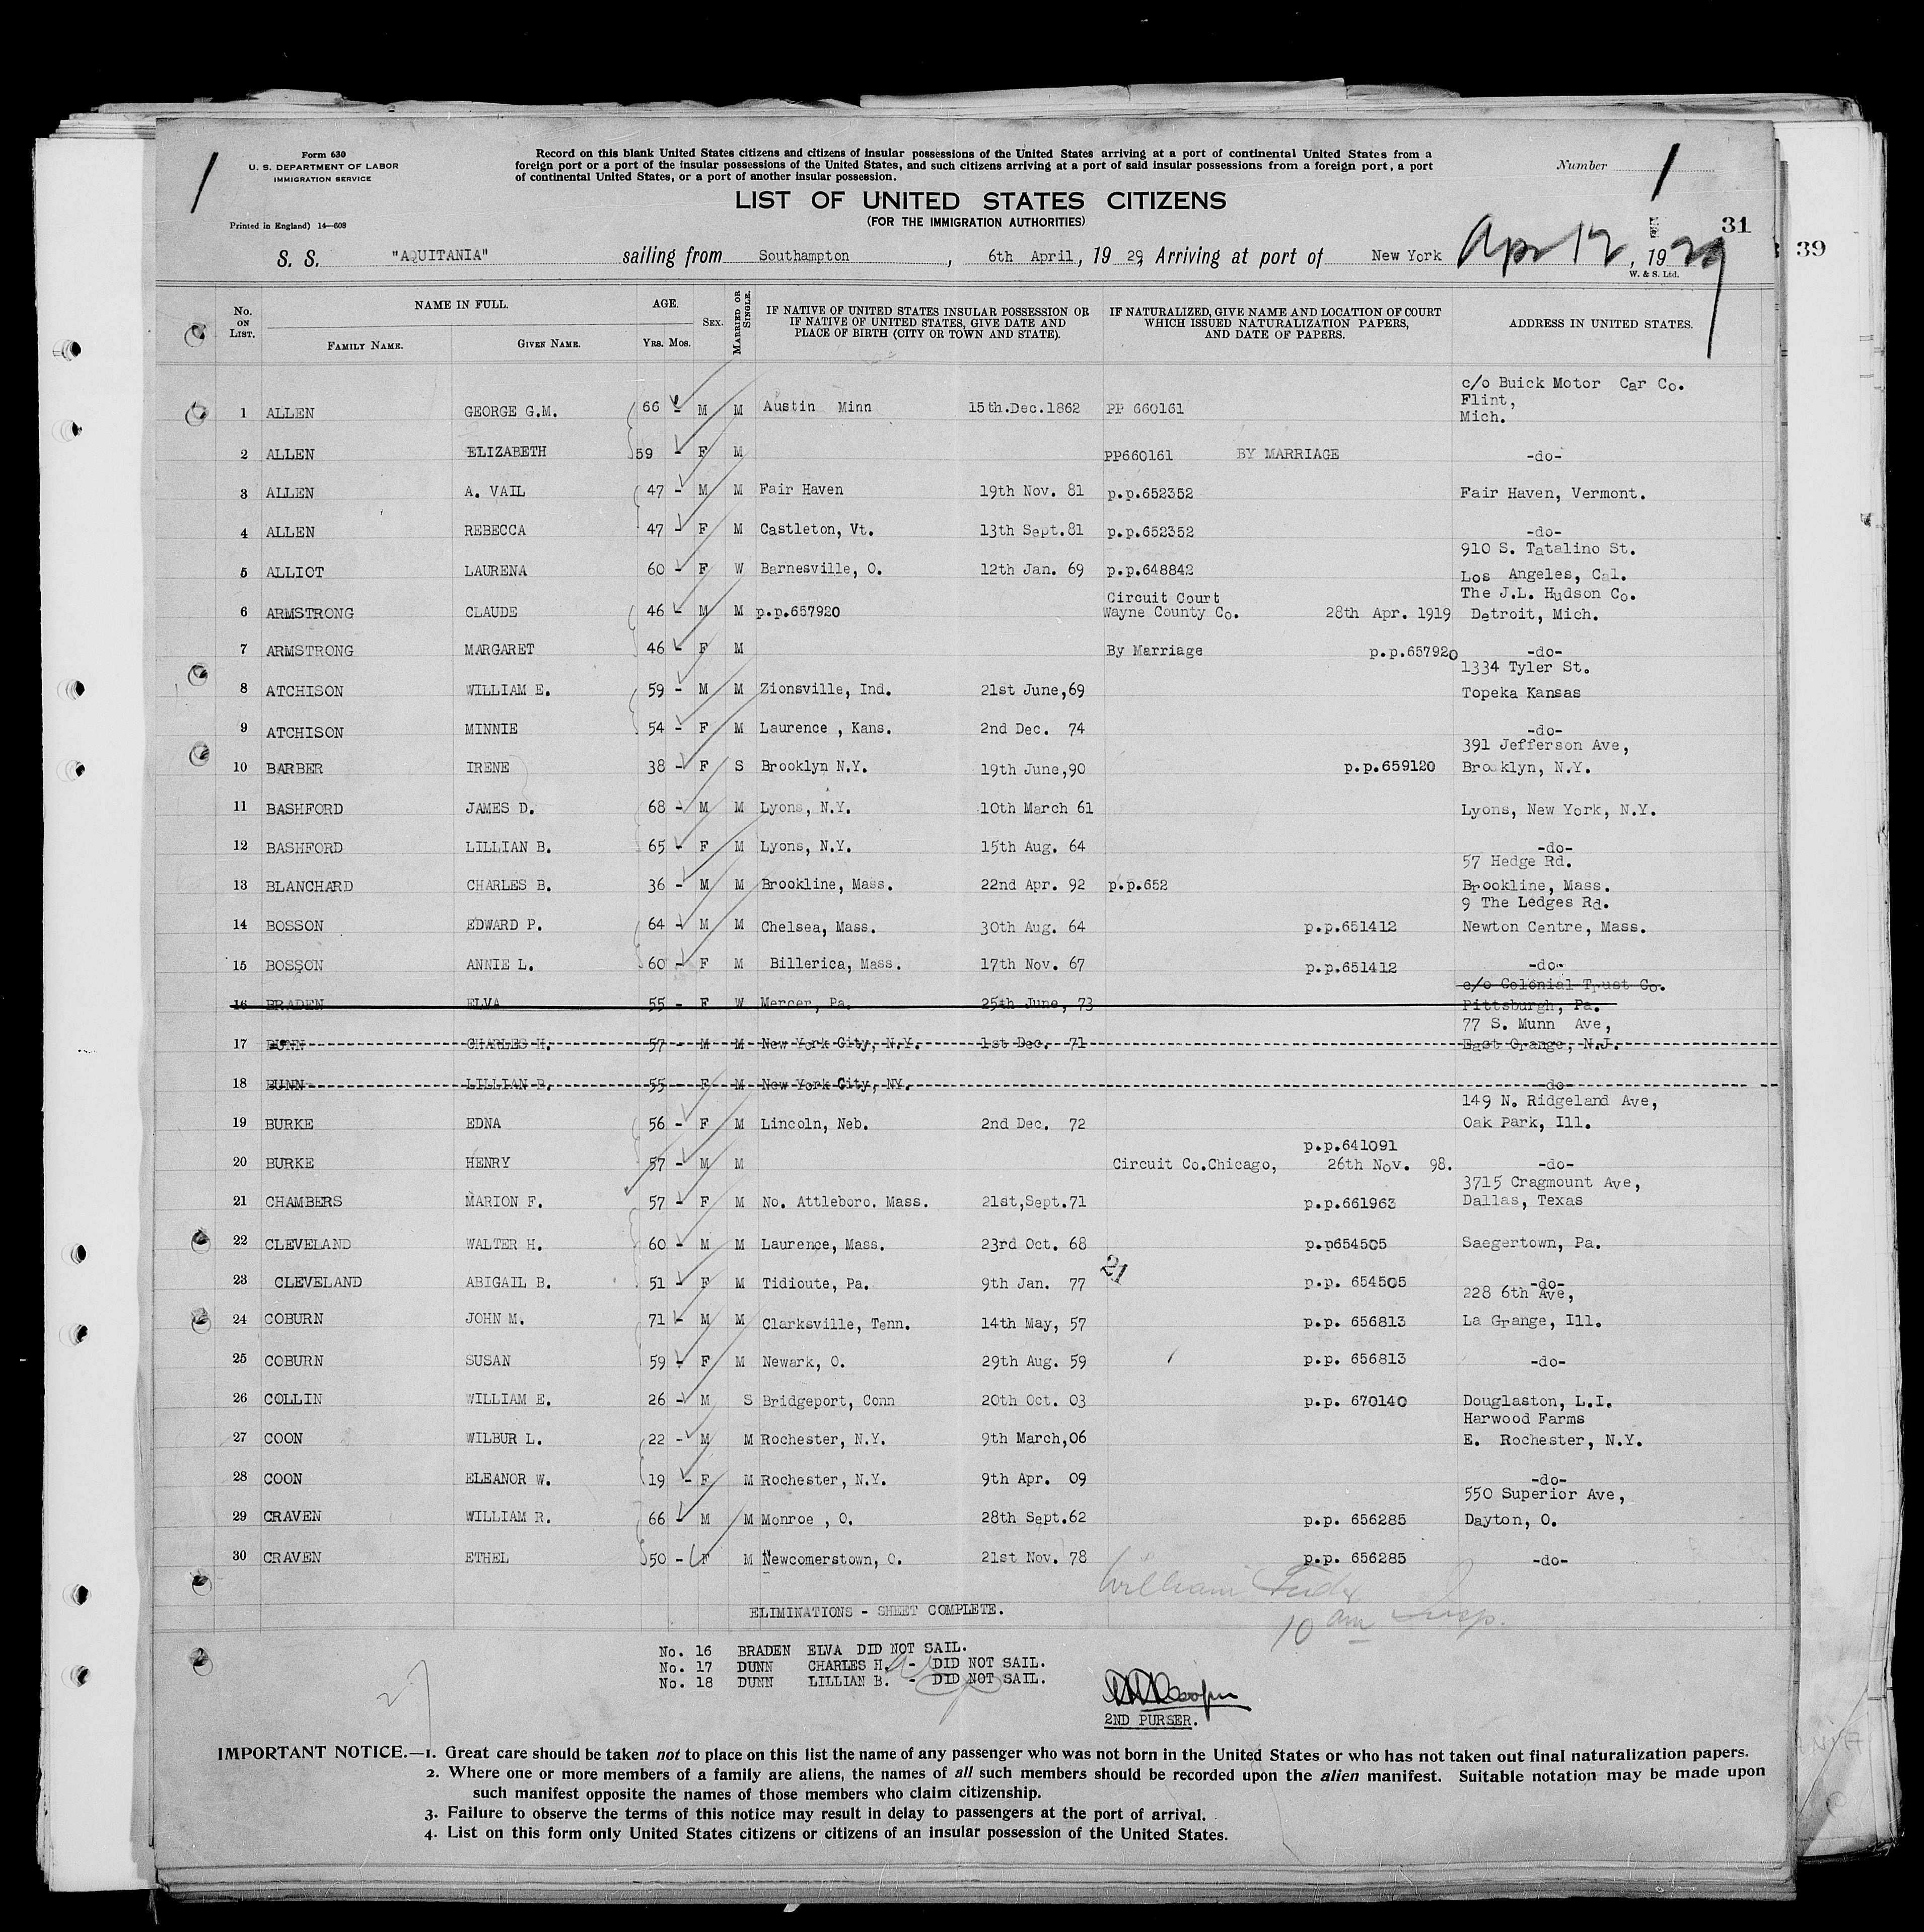 1
Form 630
U. S. DEPARTMENT OF LABOR
IMMIGRATION SERVICE
Printed in England) 14—608
Record on this blank United States citizens and citizens of insular possessions of the United States arriving at a port of continental United States from a
foreign port or a port of the insular possessions of the United States, and such citizens arriving at a port of said insular possessions from a foreign port, a port
of continental United States, or a port of another insular possession.
Number 1
LIST OF UNITED STATES CITIZENS
(FOR THE IMMIGRATION AUTHORITIES)
31
39
S. S. "AQUITANIA" sailing from Southampton, 6th April, 19 29, Arriving at port of New York Apr 12, 1929
W. & S. Ltd.
No. ON LIST. NAME IN FULL. FAMILY NAME. GIVEN NAME. AGE. YRS. MOS. SEX. MARRIED OR SINGLE. IF NATIVE OF UNITED STATES INSULAR POSSESSION OR IF NATIVE OF UNITED STATES, GIVE DATE AND PLACE OF BIRTH (CITY OR TOWN AND STATE). IF NATURALIZED, GIVE NAME AND LOCATION OF COURT WHICH ISSUED NATURALIZATION PAPERS, AND DATE OF PAPERS. ADDRESS IN UNITED STATES.
c/o Buick Motor Car Co.
Flint,
1 ALLEN GEORGE G.M. 66 - M M Austin Minn 15th.Dec.1862 PP 660161 Mich.
2 ALLEN ELIZABETH 59 - F M PP660161 BY MARRIAGE -do-
3 ALLEN A. VAIL 47 - M M Fair Haven 19th Nov. 81 p.p.652352 Fair Haven, Vermont.
4 ALLEN REBECCA 47 - F M Castleton, Vt. 13th Sept.81 p.p.652352 -do-
910 S. Tatalino St.
5 ALLIOT LAURENA 60 - F W Barnesville, O. 12th Jan. 69 p.p.648842 Los Angeles, Cal.
Circuit Court The J.L. Hudson Co.
6 ARMSTRONG CLAUDE 46 - M M p.p.657920 Wayne County Co. 28th Apr. 1919 Detroit, Mich.
7 ARMSTRONG MARGARET 46 - F M By Marriage p.p.657920 -do-
1334 Tyler St.
8 ATCHISON WILLIAM E. 59 - M M Zionsville, Ind. 21st June,69 Topeka Kansas
9 ATCHISON MINNIE 54 - F M Laurence , Kans. 2nd Dec. 74 -do-
391 Jefferson Ave,
10 BARBER IRENE 38 - F S Brooklyn N.Y. 19th June,90 p.p.659120 Brooklyn, N.Y.
11 BASHFORD JAMES D. 68 - M M Lyons, N.Y. 10th March 61 Lyons, New York, N.Y.
12 BASHFORD LILLIAN B. 65 - F M Lyons, N.Y. 15th Aug. 64 -do-
57 Hedge Rd.
13 BLANCHARD CHARLES B. 36 - M M Brookline, Mass. 22nd Apr. 92 p.p.652 Brookline, Mass.
9 The Ledges Rd.
14 BOSSON EDWARD P. 64 - M M Chelsea, Mass. 30th Aug. 64 p.p.651412 Newton Centre, Mass.
15 BOSSON ANNIE L. 60 - F M Billerica, Mass. 17th Nov. 67 p.p.651412 -do-
c/o Colonial Trust Co.
16 BRADEN ELVA 55 - F W Mercer, Pa. 25th June, 73 Pittsburgh, Pa.
77 S. Munn Ave,
17 DUNN CHARLES H. 57 - M M New York City, N.Y. 1st Dec. 71 East Orange, N.J.
18 DUNN LILLIAN B. 55 - F M New York City, NY. -do-
149 N. Ridgeland Ave,
19 BURKE EDNA 56 - F M Lincoln, Neb. 2nd Dec. 72 Oak Park, Ill.
p.p.641091
20 BURKE HENRY 57 - M M Circuit Co.Chicago, 26th Nov. 98. -do-
3715 Cragmount Ave,
21 CHAMBERS MARION F. 57 - F M No. Attleboro. Mass. 21st,Sept.71 p.p.661963 Dallas, Texas
22 CLEVELAND WALTER H. 60 - M M Laurence, Mass. 23rd Oct. 68 p.p654505 Saegertown, Pa.
21
23 CLEVELAND ABIGAIL B. 51 - F M Tidioute, Pa. 9th Jan. 77 p.p. 654505 -do-
228 6th Ave,
24 COBURN JOHN M. 71 - M M Clarksville, Tenn. 14th May, 57 p.p. 656813 La Grange, Ill.
25 COBURN SUSAN 59 - F M Newark, O. 29th Aug. 59 p.p. 656813 -do-
26 COLLIN WILLIAM E. 26 - M S Bridgeport, Conn 20th Oct. 03 p.p. 670140 Douglaston, L.I.
Harwood Farms
27 COON WILBUR L. 22 - M M Rochester, N.Y. 9th March,06 E. Rochester, N.Y.
28 COON ELEANOR W. 19 - F M Rochester, N.Y. 9th Apr. 09 -do-
550 Superior Ave,
29 CRAVEN WILLIAM R. 66 - M M Monroe , O. 28th Sept.62 p.p. 656285 Dayton, O.
30 CRAVEN ETHEL 50 - F M Newcomerstown, O. 21st Nov. 78 p.p. 656285 -do-
William
10 am Insp.
ELIMINATIONS - SHEET COMPLETE.
No. 16 BRADEN ELVA DID NOT SAIL.
No. 17 DUNN CHARLES H. - DID NOT SAIL.
No. 18 DUNN LILLIAN B. - DID NOT SAIL.
27
Cooper
2ND PURSER.
IMPORTANT NOTICE.—1. Great care should be taken not to place on this list the name of any passenger who was not born in the United States or who has not taken out final naturalization papers.
2. Where one or more members of a family are aliens, the names of all such members should be recorded upon the alien manifest. Suitable notation may be made upon
such manifest opposite the names of those members who claim citizenship.
3. Failure to observe the terms of this notice may result in delay to passengers at the port of arrival.
4. List on this form only United States citizens or citizens of an insular possession of the United States.